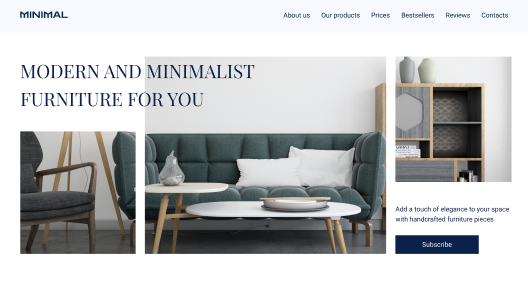 MINIMAL
About us
Our products
Prices
Bestsellers
Reviews
Contacts
MODERN AND MINIMALIST
FURNITURE FOR YOU
Add a touch of elegance to your space
with handcrafted furniture pieces
Subscribe